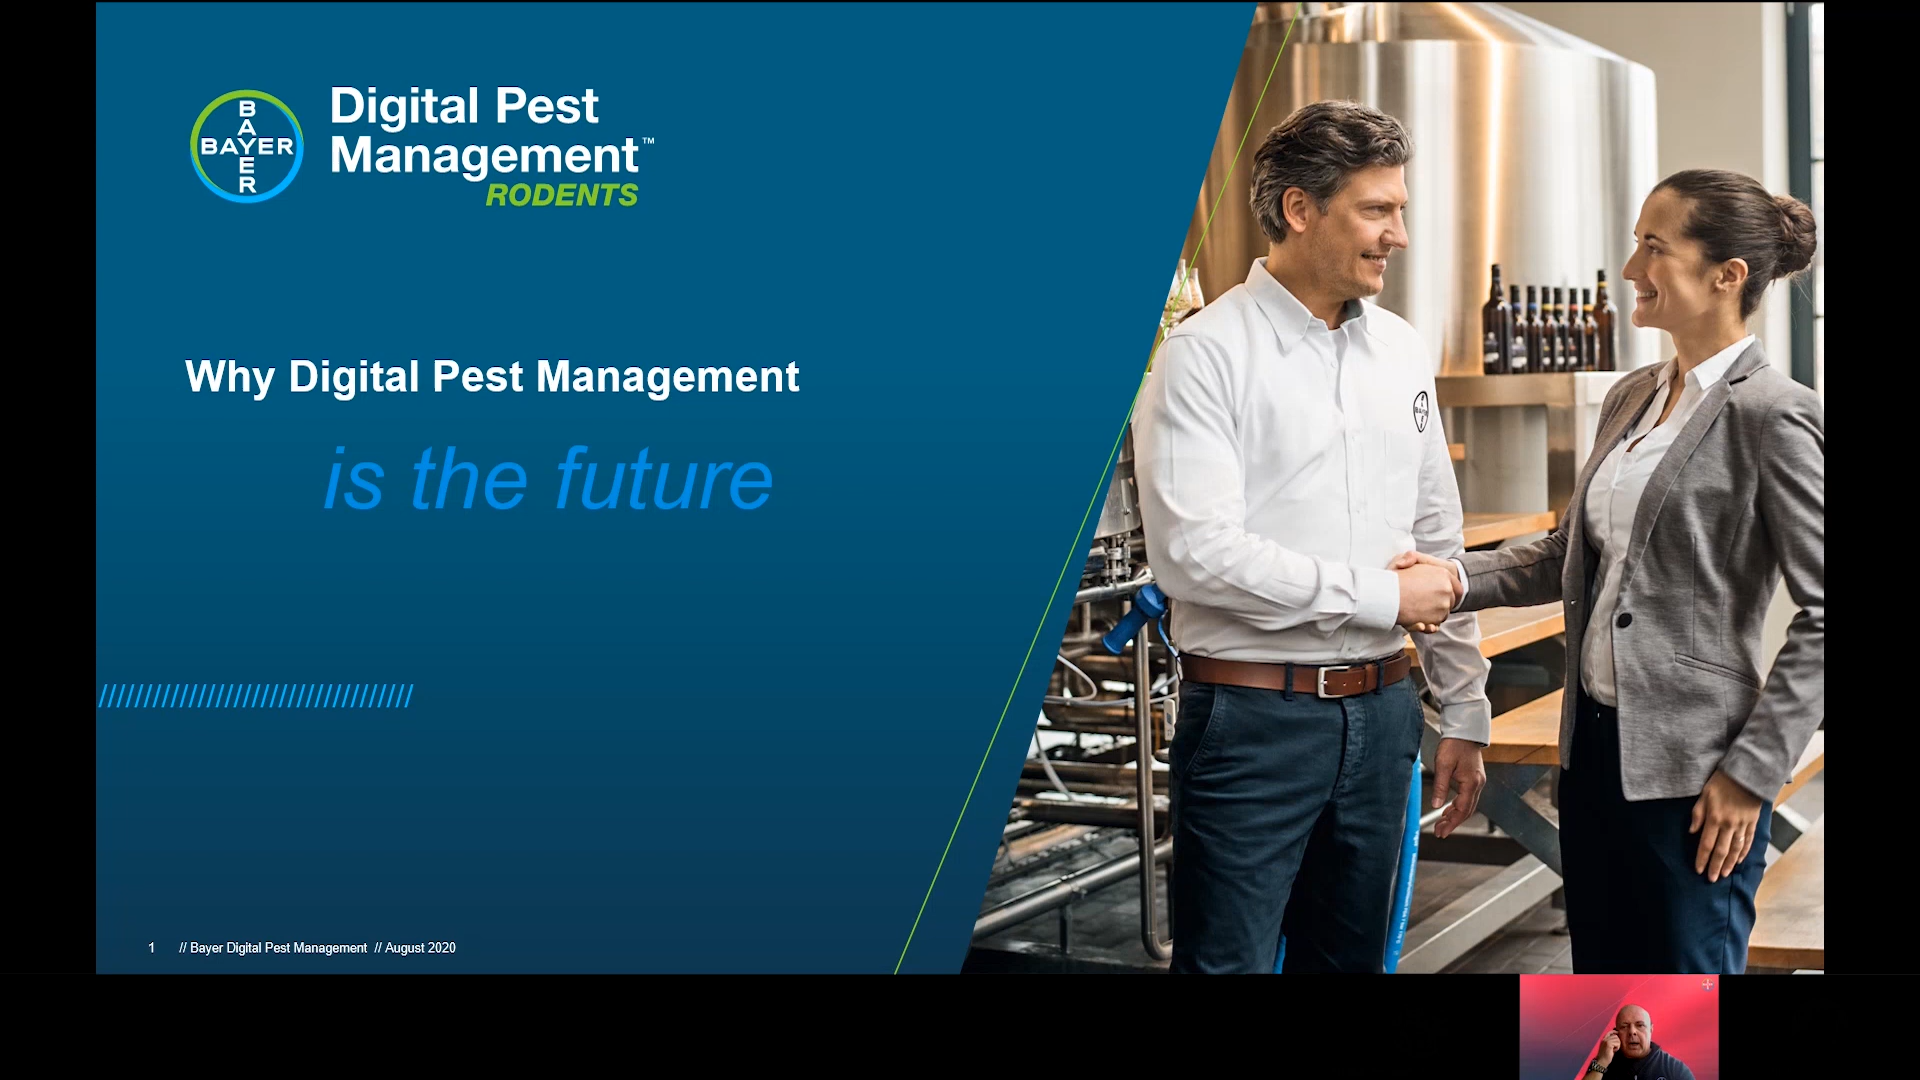 BAYER
BAYER
Digital Pest
Management™
RODENTS
Why Digital Pest Management
is the future
////////////////////////////////////
1 // Bayer Digital Pest Management // August 2020